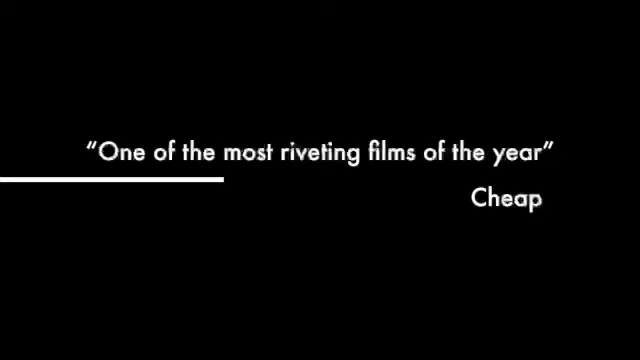 “One of the most riveting films of the year”
Cheap